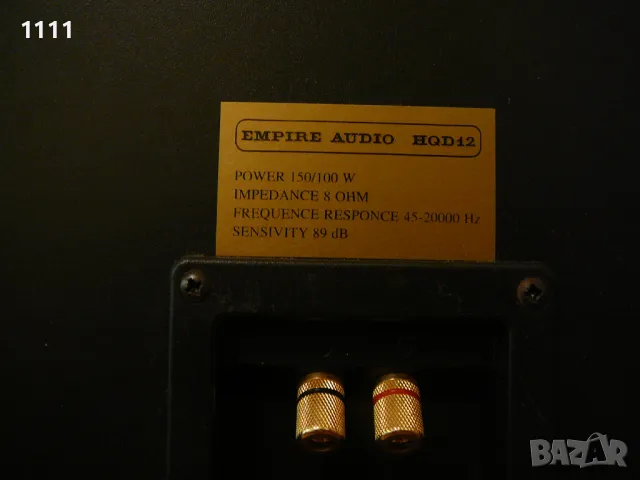 1111
EMPIRE AUDIO HQD12
POWER 150/100 W
IMPEDANCE 8 OHM
FREQUENCE RESPONCE 45-20000 Hz
SENSIVITY 89 dB
BAZAR